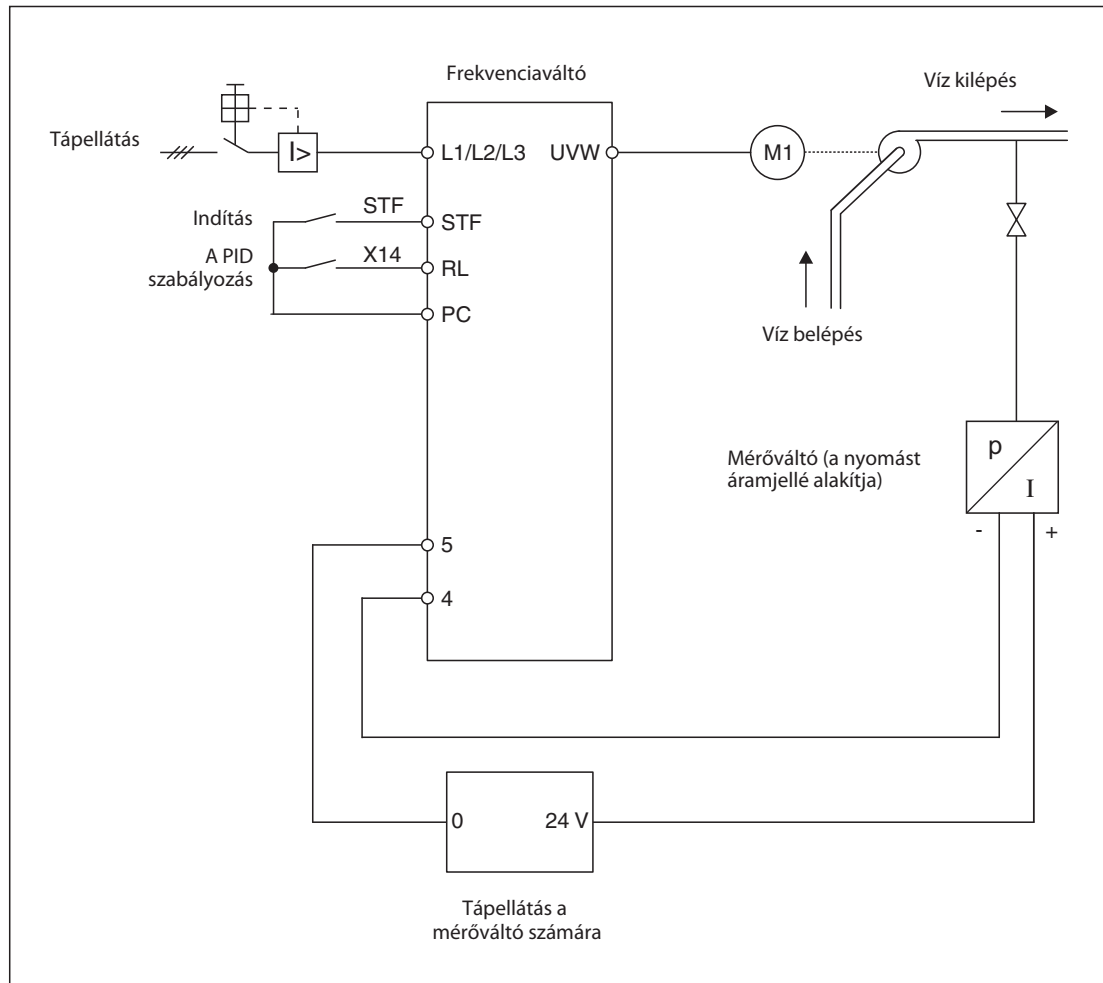 Frekvenciaváltó
Víz kilépés
Tápellátás
I>
L1/L2/L3
UVW
M1
Indítás
STF
STF
A PID
szabályozás
X14
RL
PC
Víz belépés
Mérőváltó (a nyomást
áramjellé alakítja)
p
I
-
+
5
4
0
24 V
Tápellátás a
mérőváltó számára